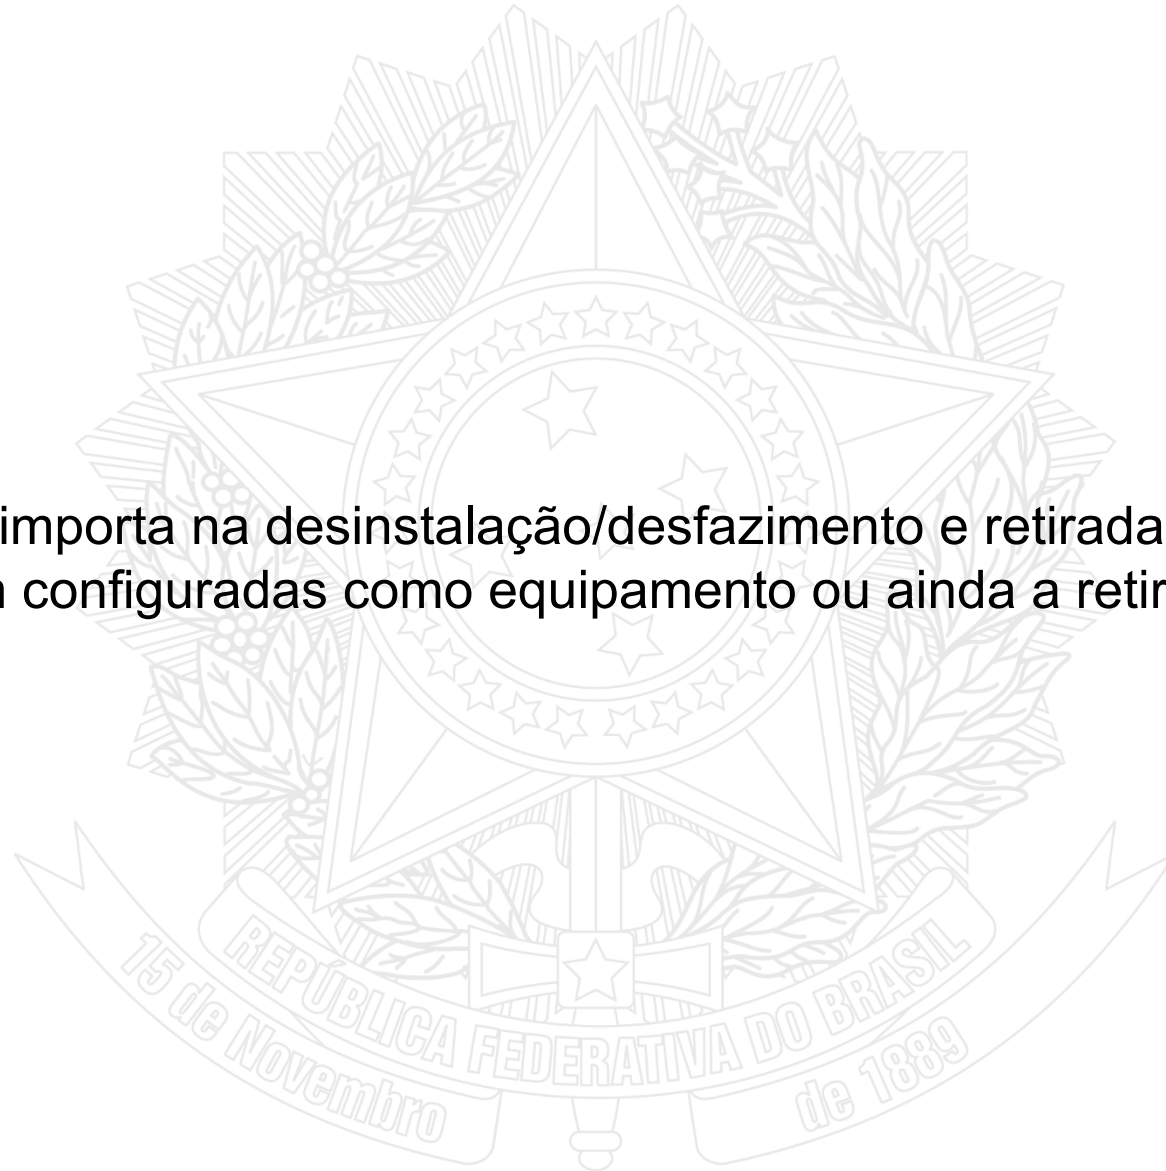 importa na desinstalação/desfazimento e retirada
configuradas como equipamento ou ainda a retir
REPÚBLICA FEDERATIVA DO BRASIL
15 de Novembro de 1889